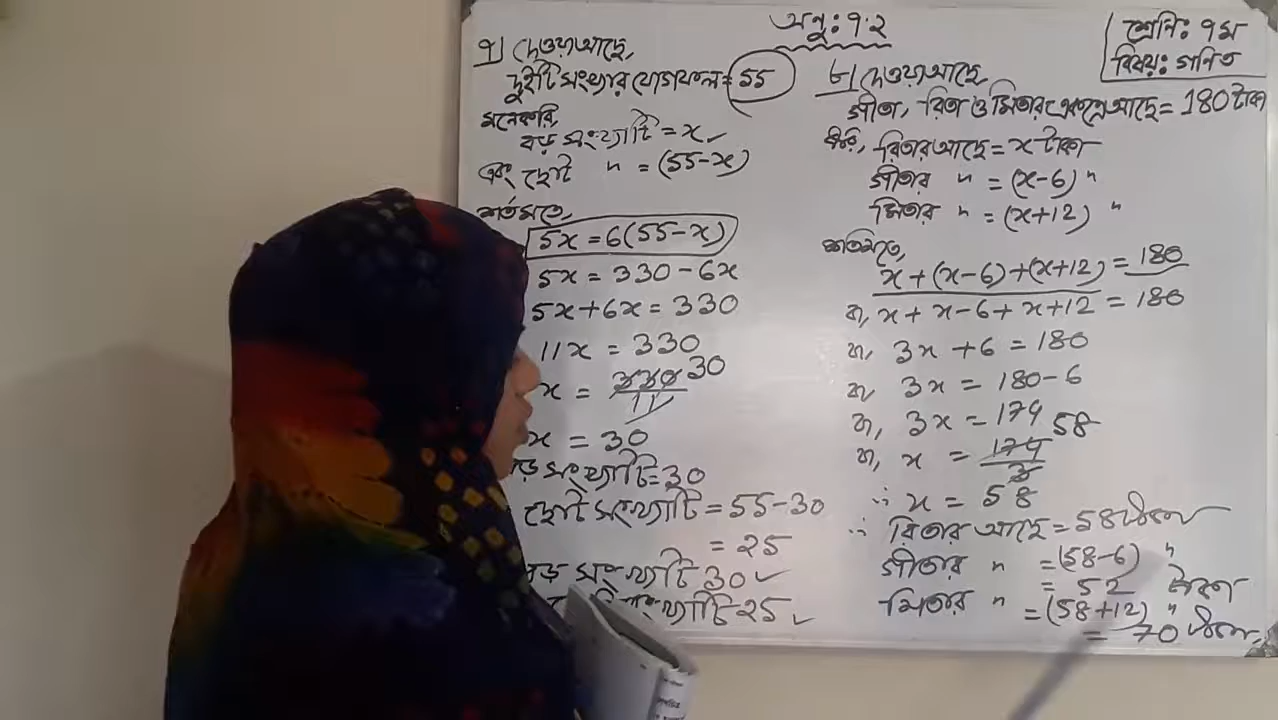 অনু: ৭.২
শ্রেনি: ৭ম
বিষয়: গনিত
৭| দেওয়া আছে,
দুইটি সংখ্যার যোগফল = 55
মনেকরি,
বড় সংখ্যাটি = x
এবং ছোট " = (55-x)
শর্তমতে,
5x = 6(55-x)
5x = 330 - 6x
5x + 6x = 330
11x = 330
x = 330/11 30
x = 30
বড় সংখ্যাটি = 30
ছোট সংখ্যাটি = 55 - 30
= 25
বড় সংখ্যাটি 30
সংখ্যাটি 25
৮| দেওয়া আছে
গীতা, রিতা ও মিতার একত্রে আছে = 180 টাকা
ধরি, রিতার আছে = x টাকা
গীতার " = (x-6) "
মিতার " = (x+12) "
শর্তমতে,
x + (x-6) + (x+12) = 180
বা, x + x - 6 + x + 12 = 180
বা, 3x + 6 = 180
বা, 3x = 180 - 6
বা, 3x = 174
বা, x = 174/3 58
∴ x = 58
∴ রিতার আছে = 58 টাকা
গীতার " = (58-6) "
= 52 টাকা
মিতার " = (58+12) "
= 70 টাকা